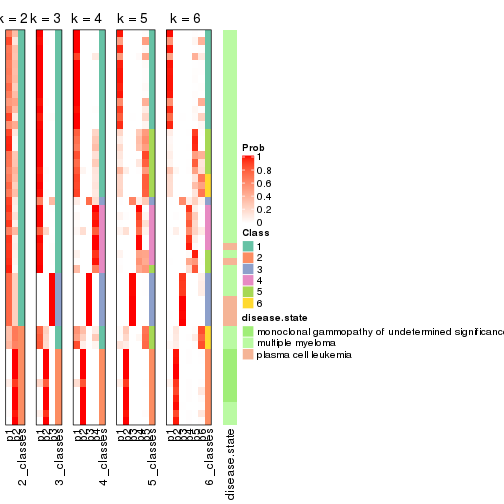 k = 2 k = 3 k = 4 k = 5 k = 6
Prob
1
0.8
0.6
0.4
0.2
0
Class
1
2
3
4
5
6
disease.state
monoclonal gammopathy of undetermined significance
multiple myeloma
plasma cell leukemia
p1 p2 2_classes p1 p2 p3 3_classes p1 p2 p3 p4 4_classes p1 p2 p3 p4 p5 5_classes p1 p2 p3 p4 p5 p6 6_classes disease.state